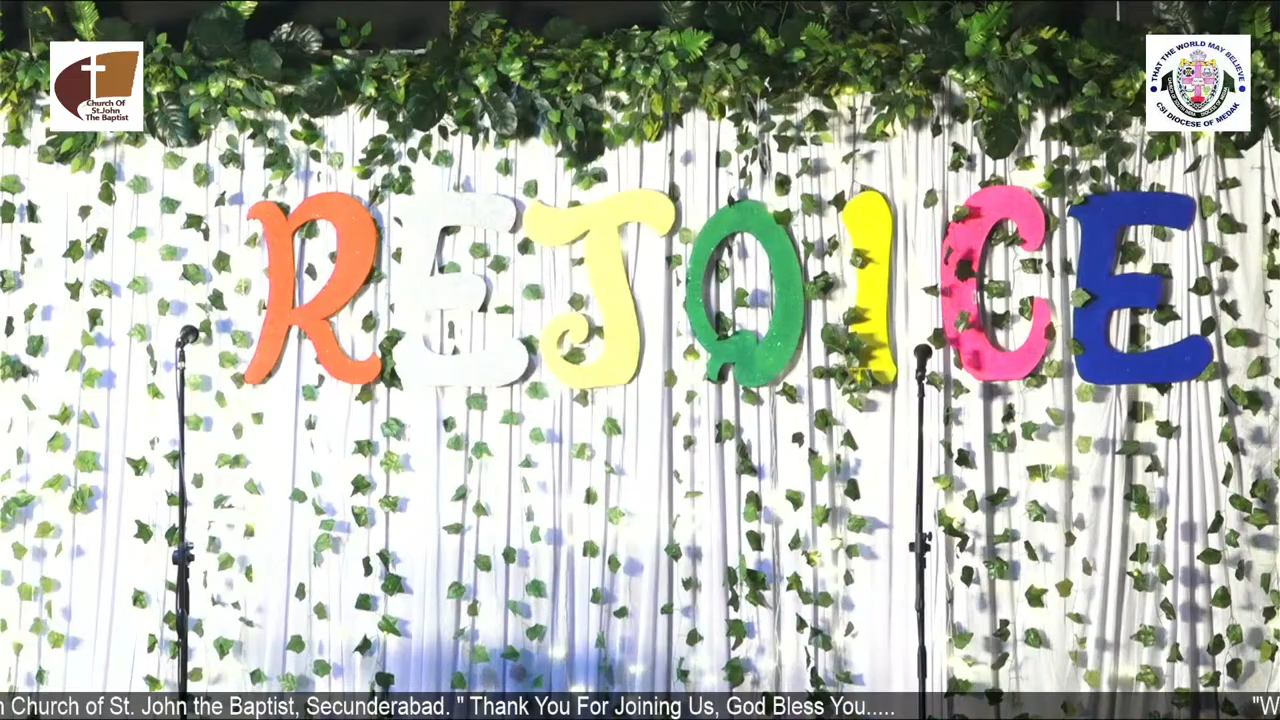 Church Of
St.John
The Baptist
THAT THE WORLD MAY BELIEVE
CSI DIOCESE OF MEDAK
REJOICE
Church of St. John the Baptist, Secunderabad. " Thank You For Joining Us, God Bless You..... "W